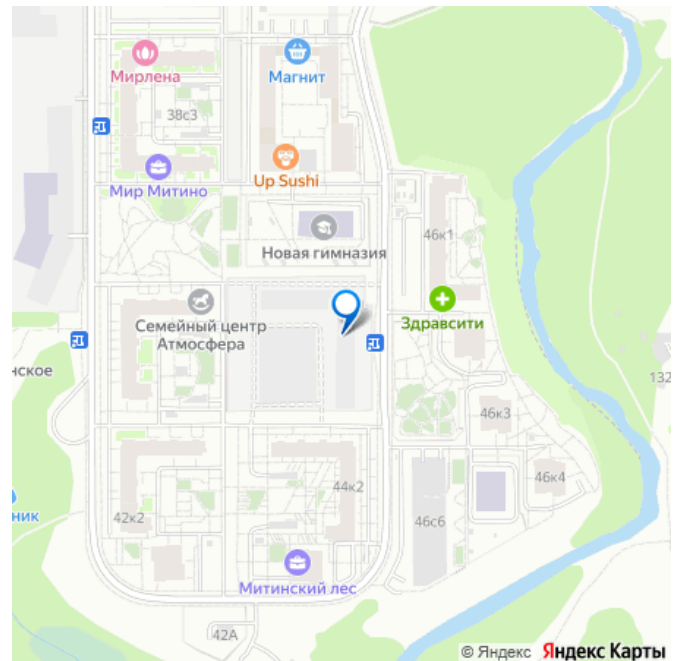 Мирлена
Магнит
38с3
Up Sushi
Мир Митино
46к1
Новая гимназия
Здравсити
Семейный центр
Атмосфера
нское
132
46к3
44к2
46к4
ник
42к2
46с6
Митинский лес
42А
© Яндекс Яндекс Карты